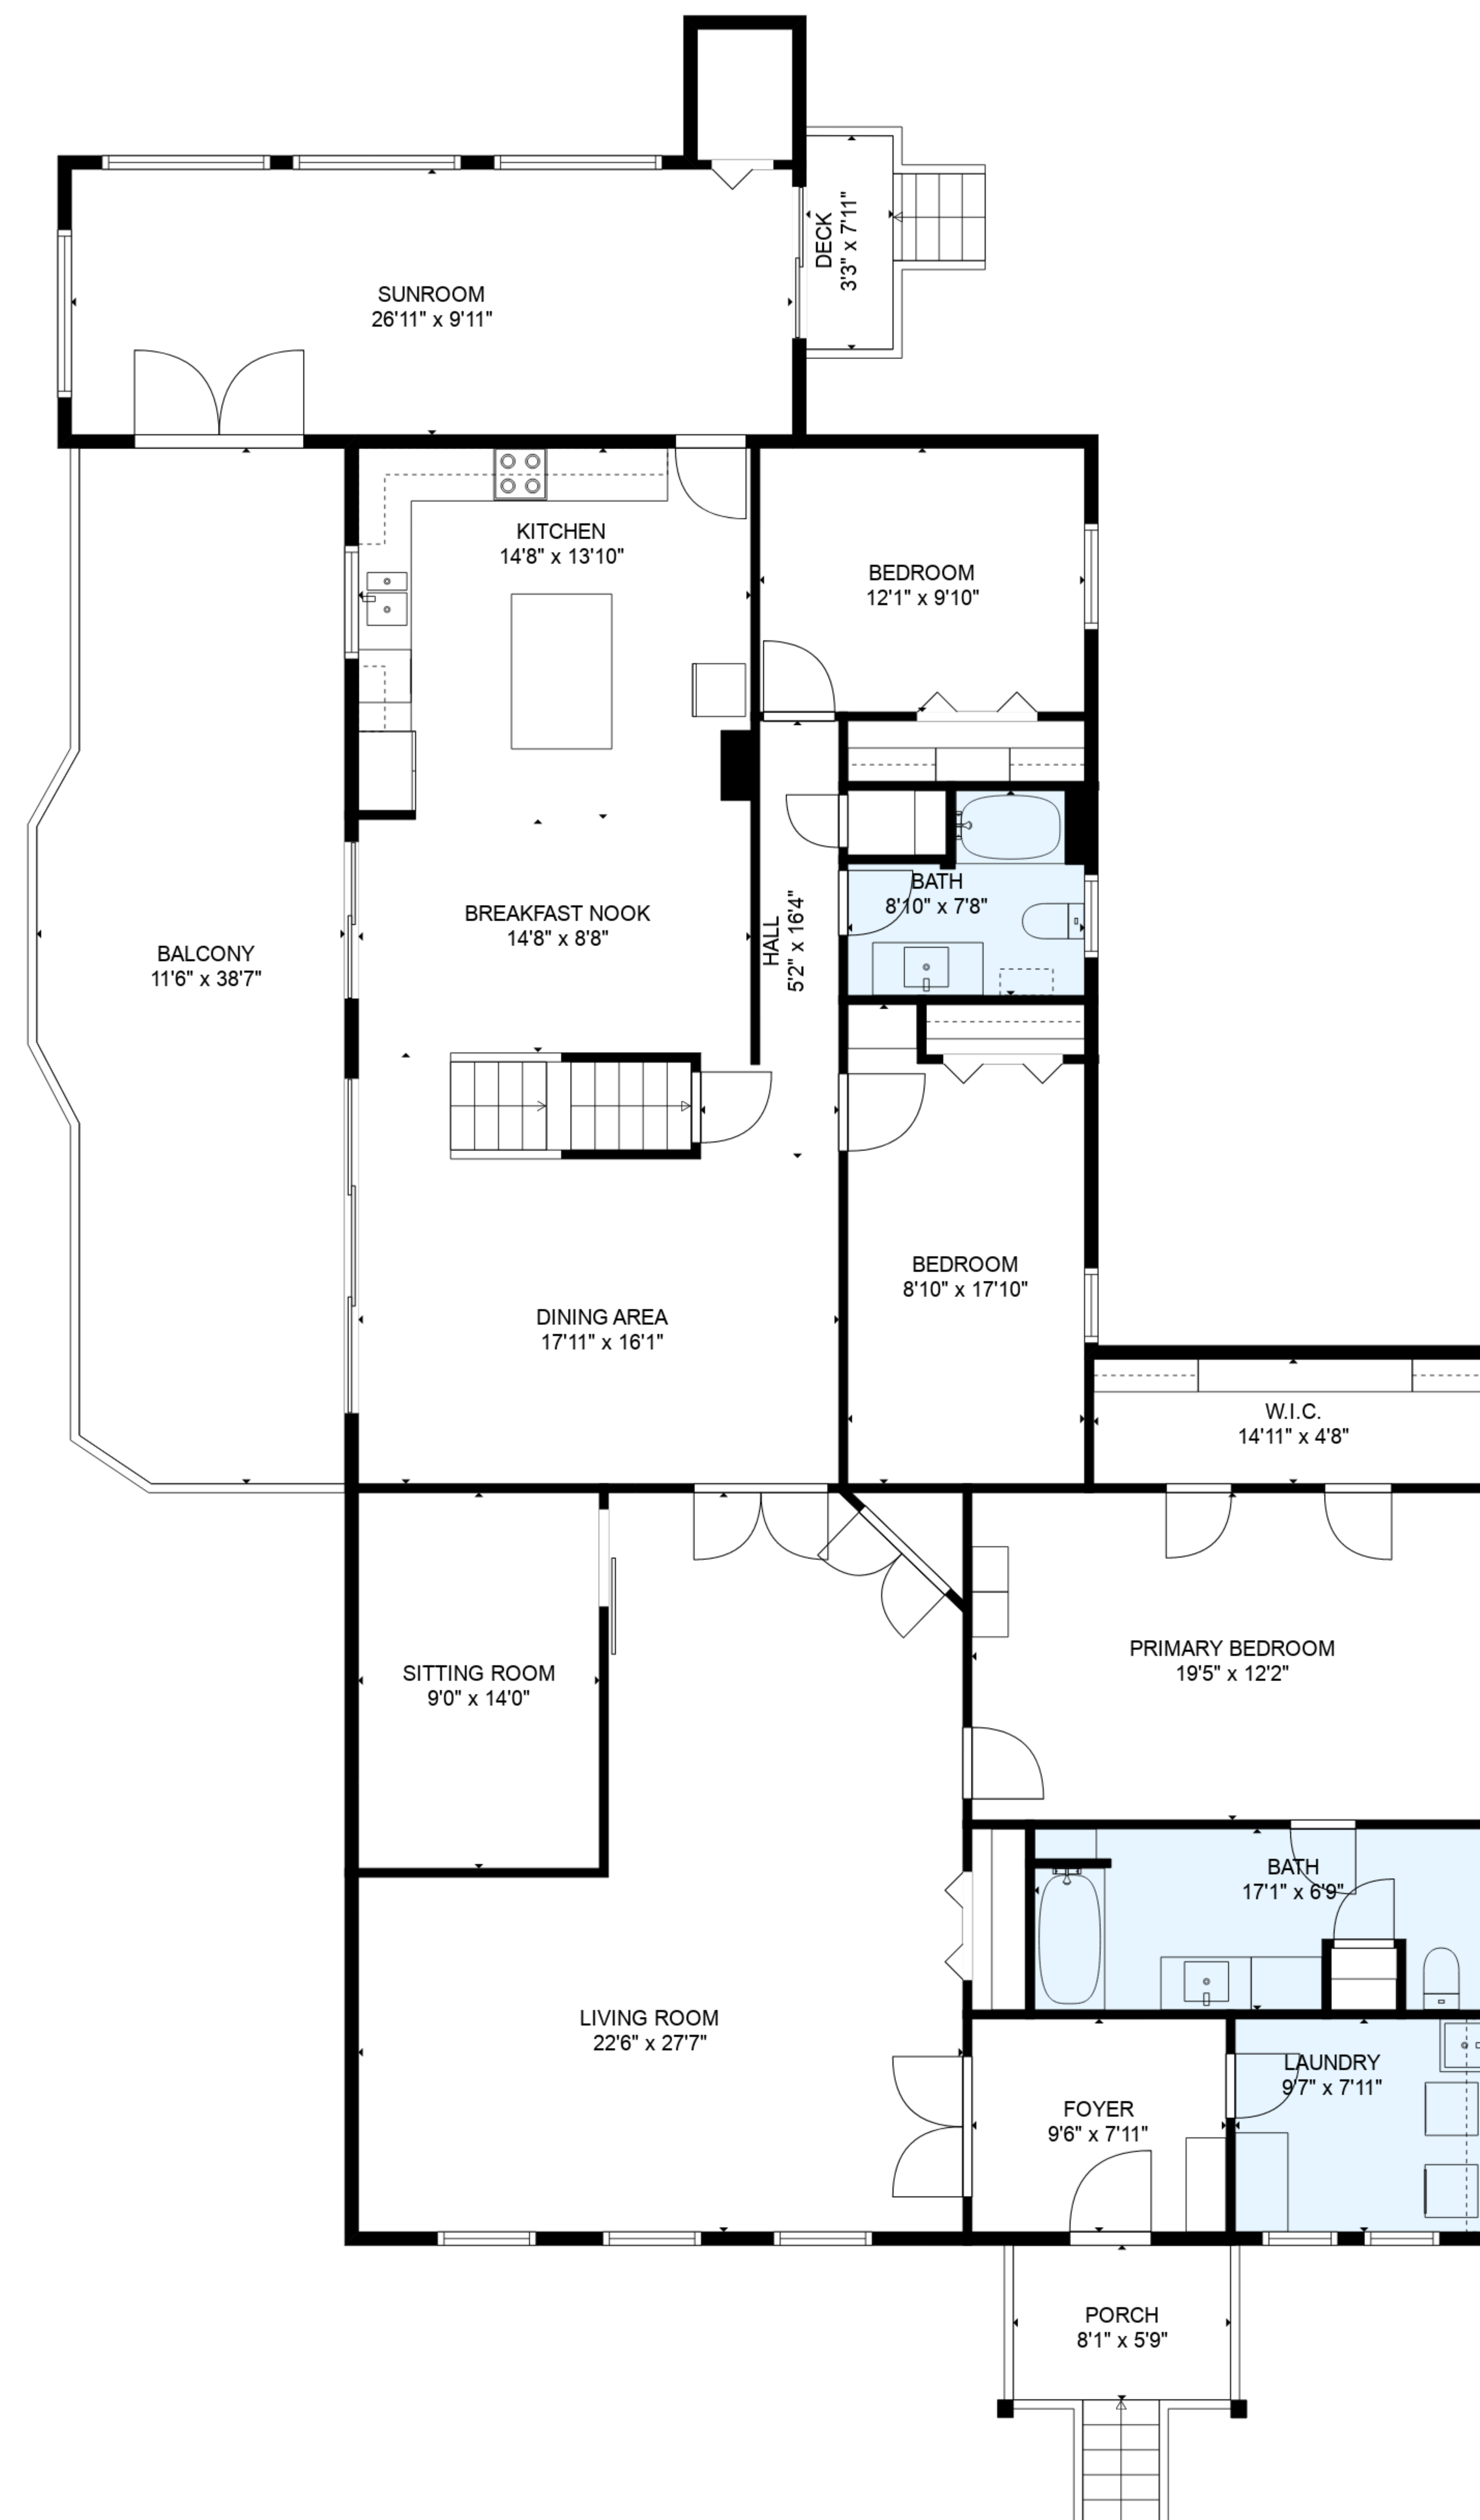 DECK
3'3" x 7'11"
SUNROOM
26'11" x 9'11"
KITCHEN
14'8" x 13'10"
BEDROOM
12'1" x 9'10"
BATH
8'10" x 7'8"
BREAKFAST NOOK
14'8" x 8'8"
HALL
5'2" x 16'4"
BALCONY
11'6" x 38'7"
BEDROOM
8'10" x 17'10"
DINING AREA
17'11" x 16'1"
W.I.C.
14'11" x 4'8"
PRIMARY BEDROOM
19'5" x 12'2"
SITTING ROOM
9'0" x 14'0"
BATH
17'1" x 6'9"
LIVING ROOM
22'6" x 27'7"
LAUNDRY
9'7" x 7'11"
FOYER
9'6" x 7'11"
PORCH
8'1" x 5'9"